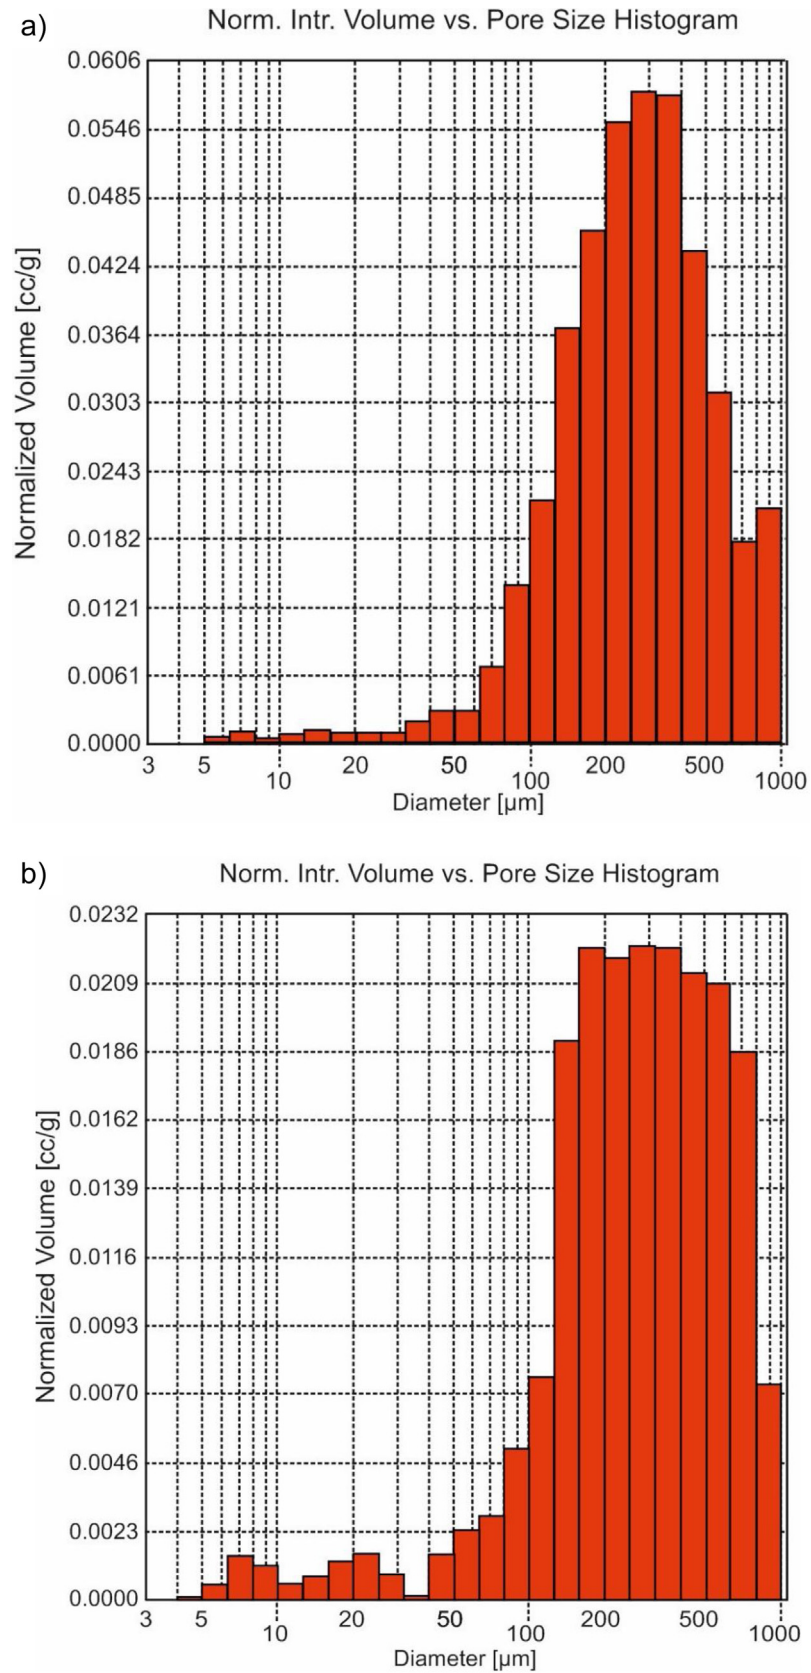 a)
Norm. Intr. Volume vs. Pore Size Histogram
Normalized Volume [cc/g]
0.0606
0.0546
0.0485
0.0424
0.0364
0.0303
0.0243
0.0182
0.0121
0.0061
0.0000
3 5 10 20 50 100 200 500 1000
Diameter [µm]
b)
Norm. Intr. Volume vs. Pore Size Histogram
Normalized Volume [cc/g]
0.0232
0.0209
0.0186
0.0162
0.0139
0.0116
0.0093
0.0070
0.0046
0.0023
0.0000
3 5 10 20 50 100 200 500 1000
Diameter [µm]